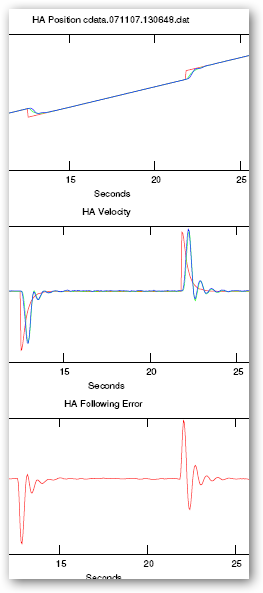 HA Position cdata.071107.130648.dat
15 20 25
Seconds
HA Velocity
15 20 25
Seconds
HA Following Error
15 20 25
Seconds